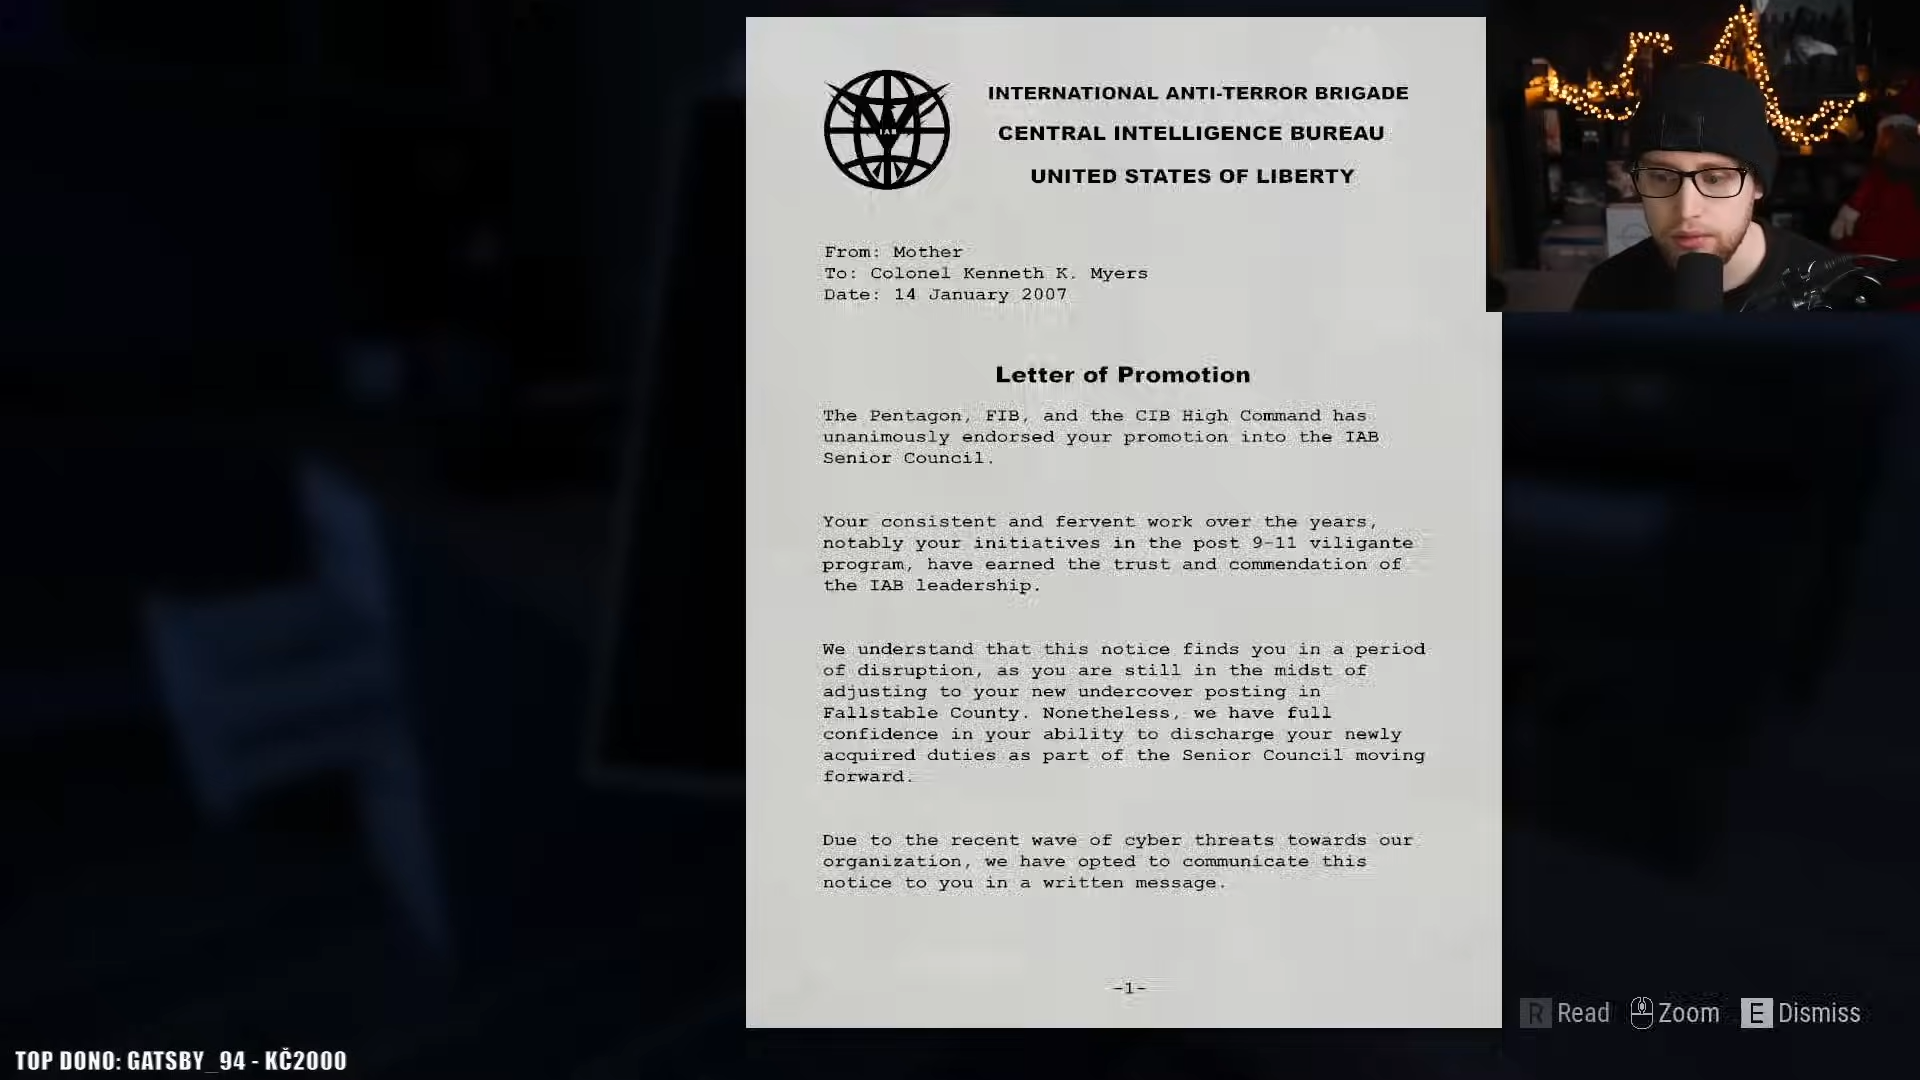 INTERNATIONAL ANTI-TERROR BRIGADE
CENTRAL INTELLIGENCE BUREAU
UNITED STATES OF LIBERTY
From: Mother
To: Colonel Kenneth K. Myers
Date: 14 January 2007
Letter of Promotion
The Pentagon, FIB, and the CIB High Command has
unanimously endorsed your promotion into the IAB
Senior Council.
Your consistent and fervent work over the years,
notably your initiatives in the post 9-11 viligante
program, have earned the trust and commendation of
the IAB leadership.
We understand that this notice finds you in a period
of disruption, as you are still in the midst of
adjusting to your new undercover posting in
Fallstable County. Nonetheless, we have full
confidence in your ability to discharge your newly
acquired duties as part of the Senior Council moving
forward.
Due to the recent wave of cyber threats towards our
organization, we have opted to communicate this
notice to you in a written message.
-1-
R Read Zoom E Dismiss
TOP DONO: GATSBY_94 - KČ2000